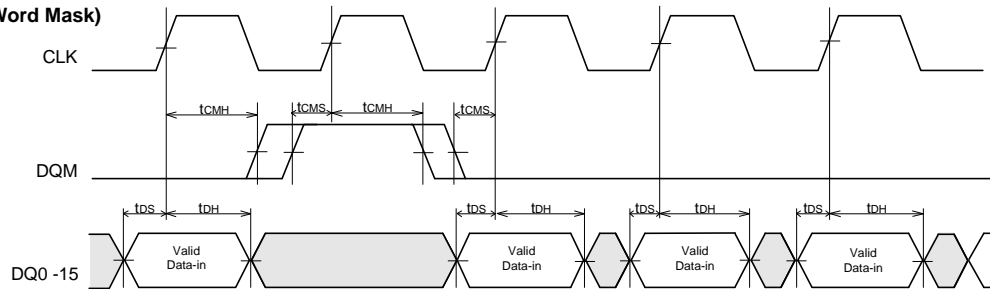 Word Mask)
CLK
tCMH tCMS tCMH tCMS
DQM
tDS tDH tDS tDH tDS tDH tDS tDH
DQ0 -15
Valid
Data-in
Valid
Data-in
Valid
Data-in
Valid
Data-in